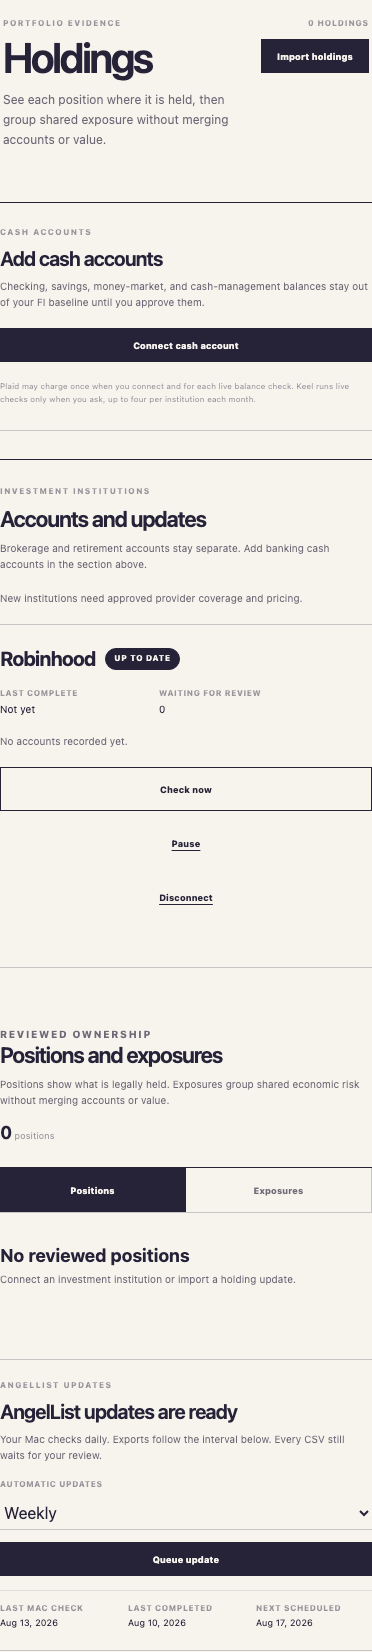 PORTFOLIO EVIDENCE
0 HOLDINGS
Holdings
Import holdings
See each position where it is held, then
group shared exposure without merging
accounts or value.
CASH ACCOUNTS
Add cash accounts
Checking, savings, money-market, and cash-management balances stay out
of your FI baseline until you approve them.
Connect cash account
Plaid may charge once when you connect and for each live balance check. Keel runs live
checks only when you ask, up to four per institution each month.
INVESTMENT INSTITUTIONS
Accounts and updates
Brokerage and retirement accounts stay separate. Add banking cash
accounts in the section above.
New institutions need approved provider coverage and pricing.
Robinhood
UP TO DATE
LAST COMPLETE
WAITING FOR REVIEW
Not yet
0
No accounts recorded yet.
Check now
Pause
Disconnect
REVIEWED OWNERSHIP
Positions and exposures
Positions show what is legally held. Exposures group shared economic risk
without merging accounts or value.
0 positions
Positions
Exposures
No reviewed positions
Connect an investment institution or import a holding update.
ANGELLIST UPDATES
AngelList updates are ready
Your Mac checks daily. Exports follow the interval below. Every CSV still
waits for your review.
AUTOMATIC UPDATES
Weekly
Queue update
LAST MAC CHECK
LAST COMPLETED
NEXT SCHEDULED
Aug 13, 2026
Aug 10, 2026
Aug 17, 2026